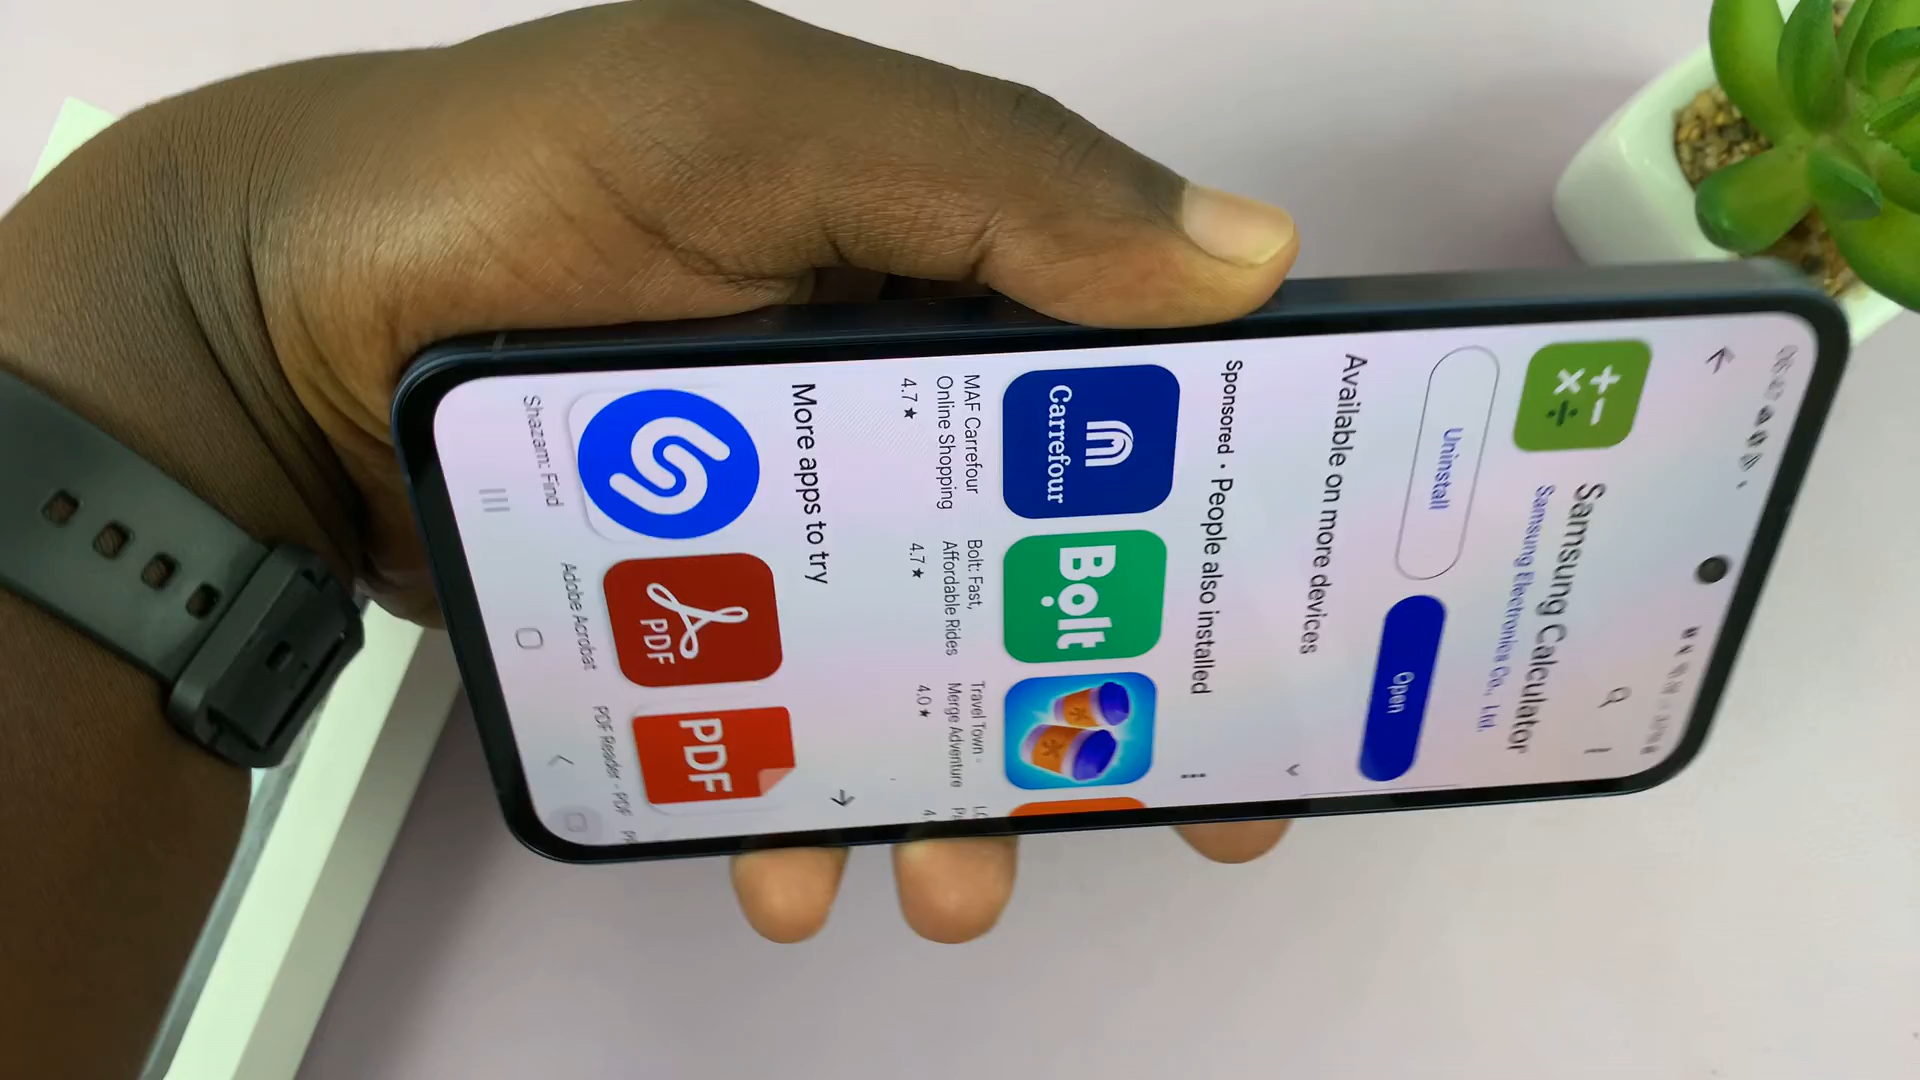 Samsung Calculator
Samsung Electronics Co., Ltd.
Uninstall
Open
Available on more devices
Sponsored • People also installed
Carrefour
Bolt
MAF Carrefour
Online Shopping
4.7★
Bolt: Fast,
Affordable Rides
4.7★
Travel Town -
Merge Adventure
4.0★
More apps to try
PDF
PDF
Shazam: Find
Adobe Acrobat
PDF Reader - PDF